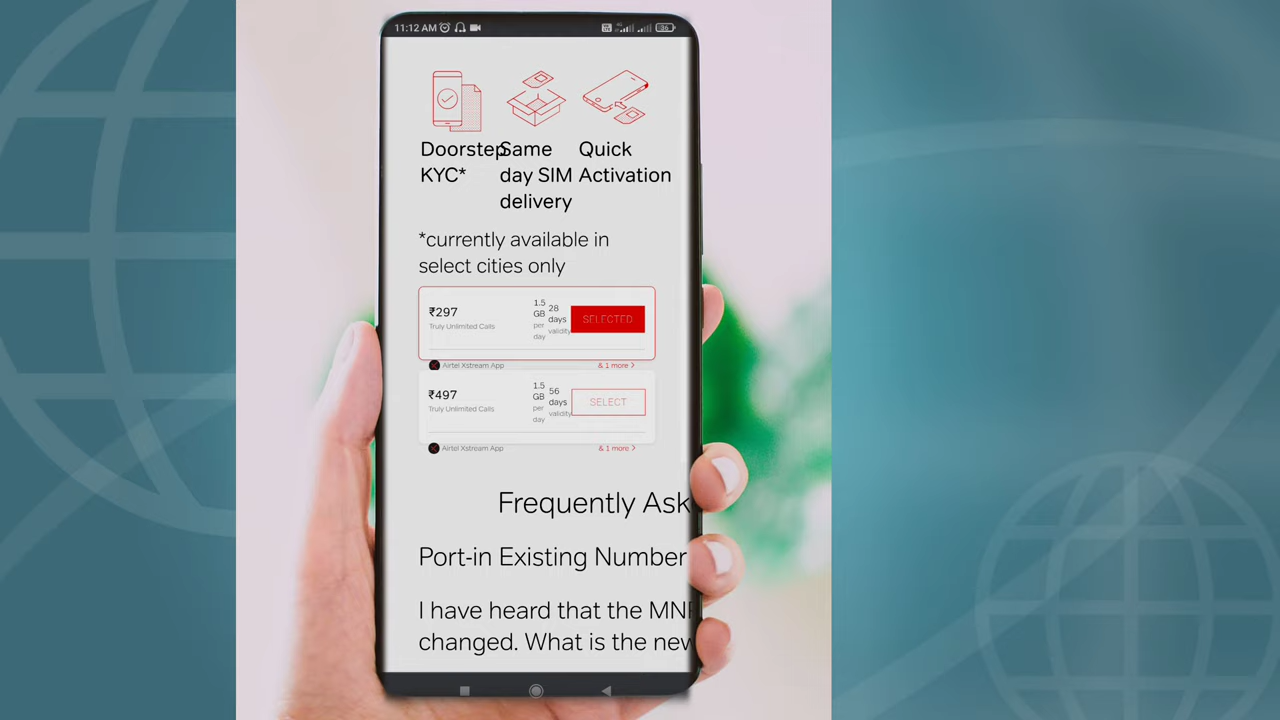 11:12 AM
36
Doorstep KYC*
Same day SIM delivery
Quick Activation
*currently available in
select cities only
₹297
Truly Unlimited Calls
1.5 GB per day
28 days validity
SELECTED
Airtel Xstream App
& 1 more >
₹497
Truly Unlimited Calls
1.5 GB per day
56 days validity
SELECT
Airtel Xstream App
& 1 more >
Frequently Ask
Port-in Existing Number
I have heard that the MNP
changed. What is the new